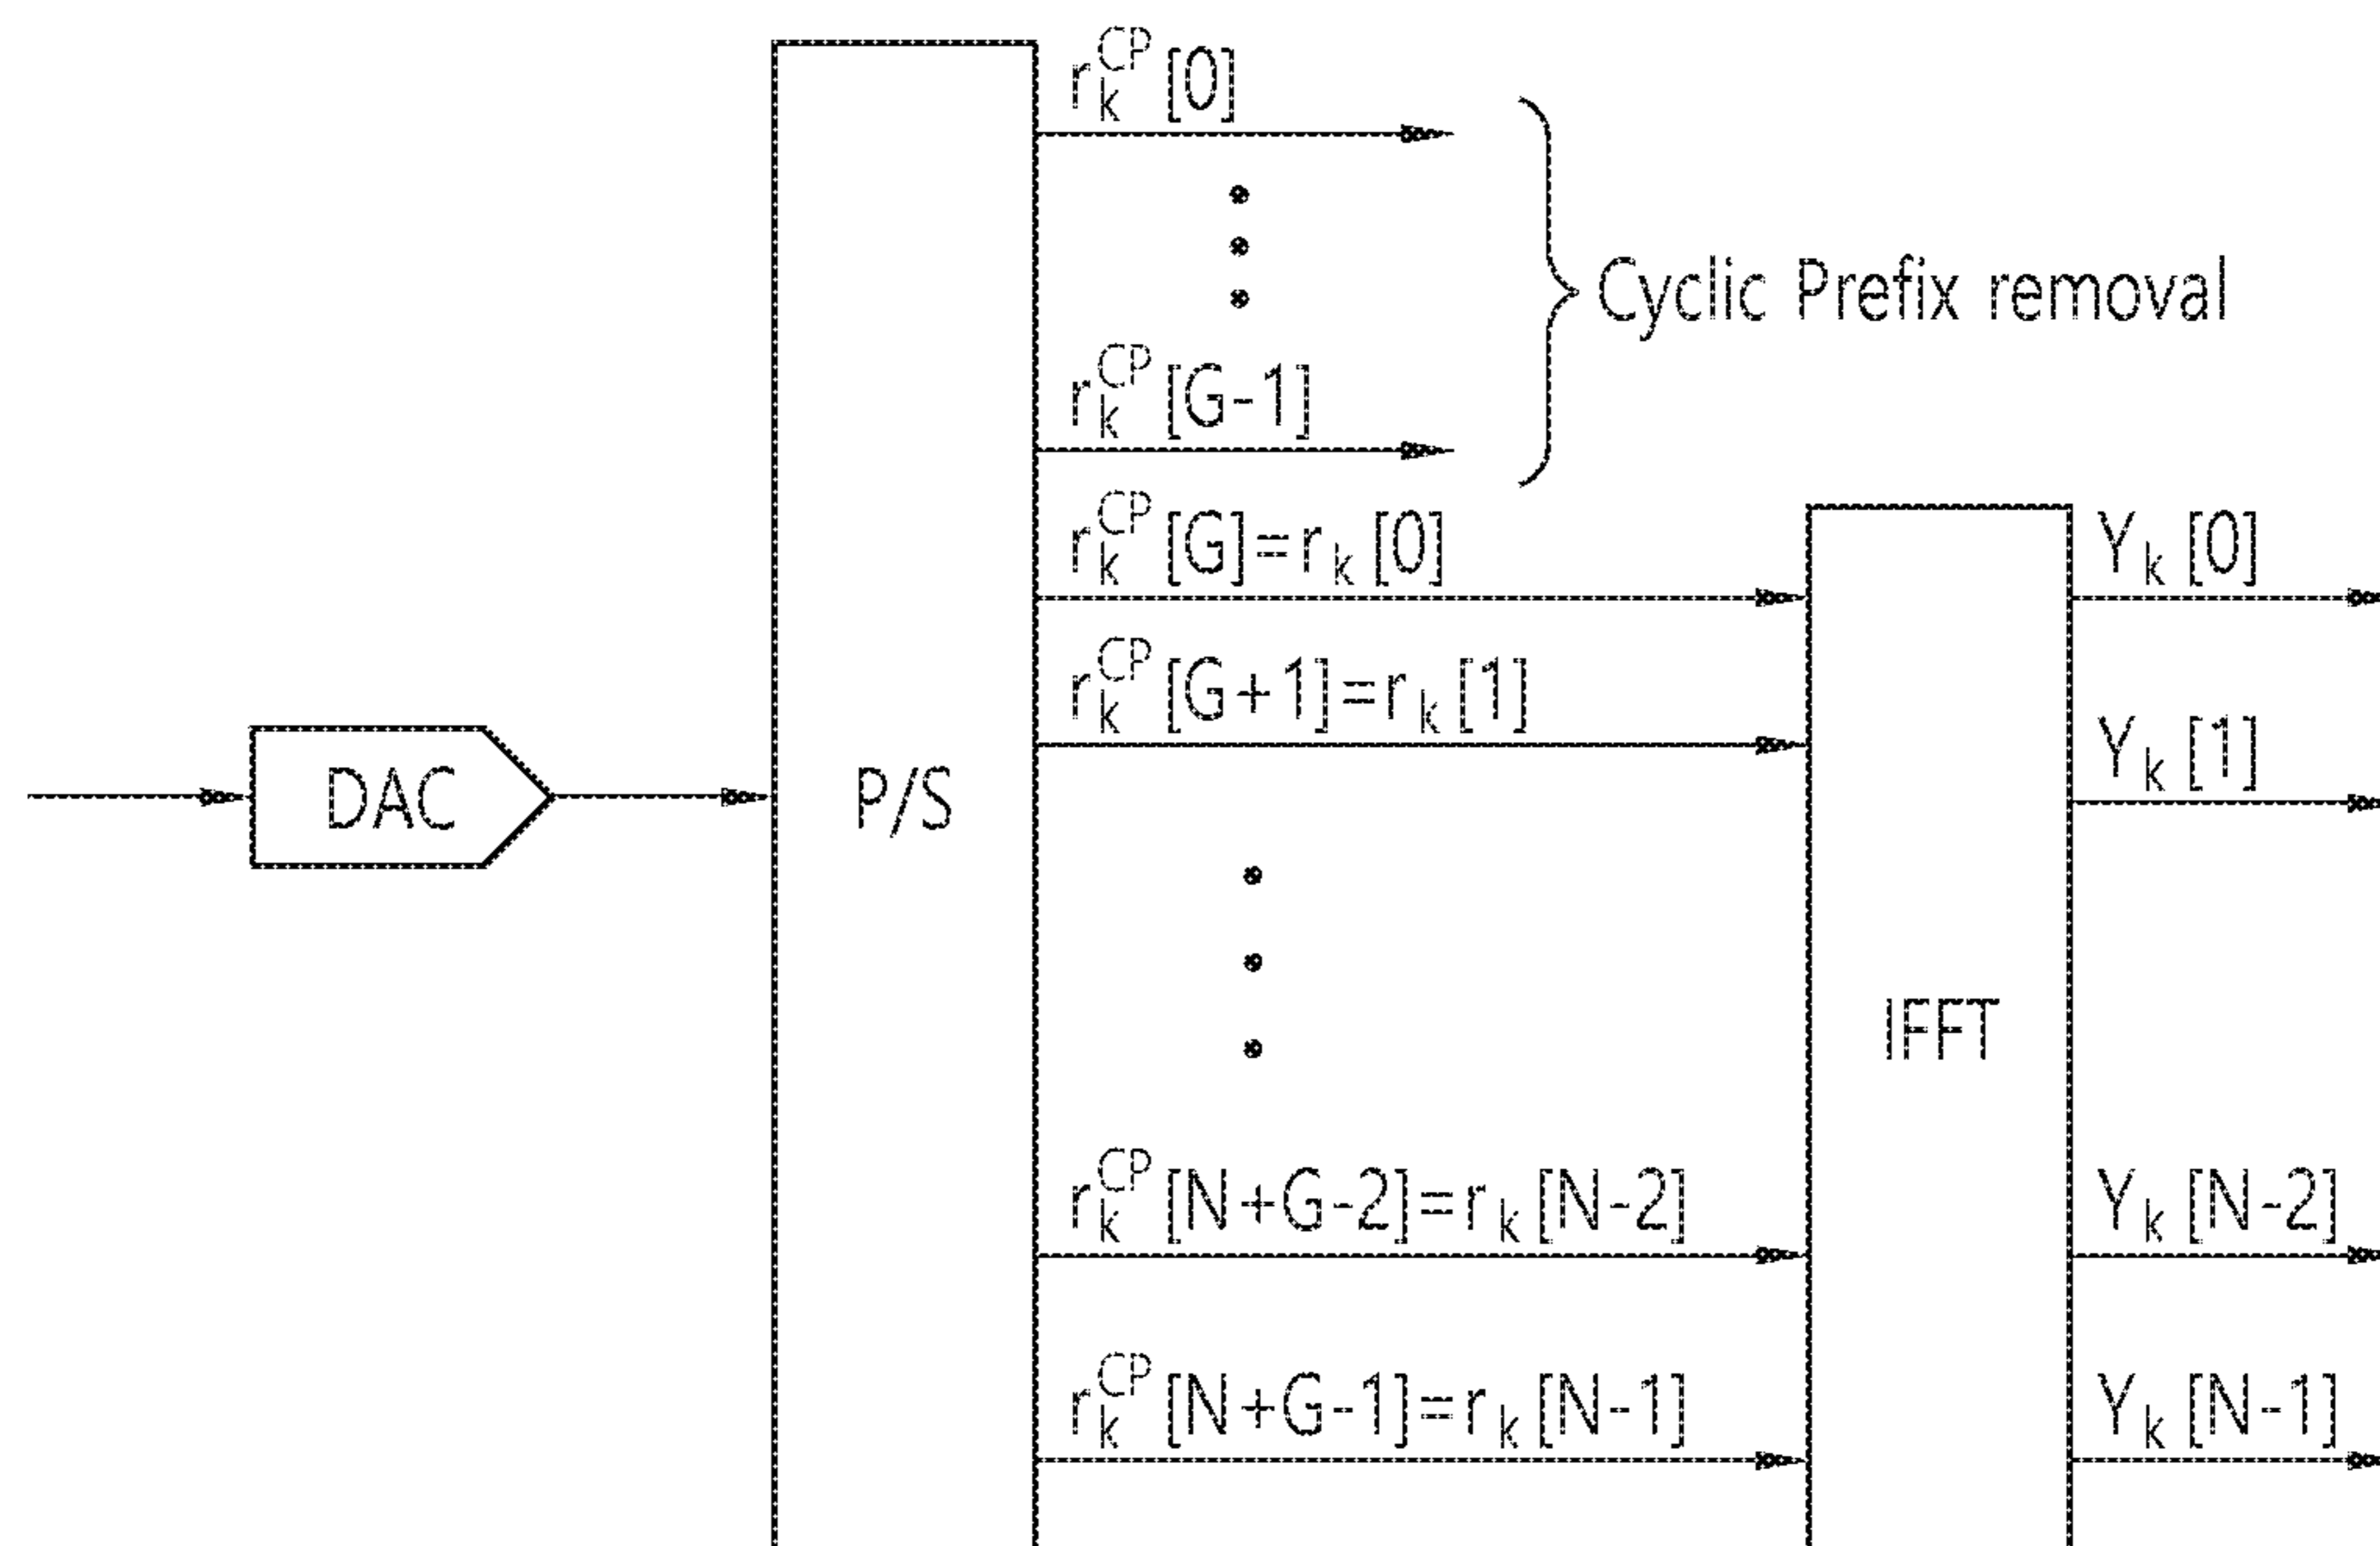 r_k^CP [0]
Cyclic Prefix removal
r_k^CP [G-1]
r_k^CP [G]=r_k [0]
Y_k [0]
r_k^CP [G+1]=r_k [1]
Y_k [1]
DAC
P/S
IFFT
r_k^CP [N+G-2]=r_k [N-2]
Y_k [N-2]
r_k^CP [N+G-1]=r_k [N-1]
Y_k [N-1]